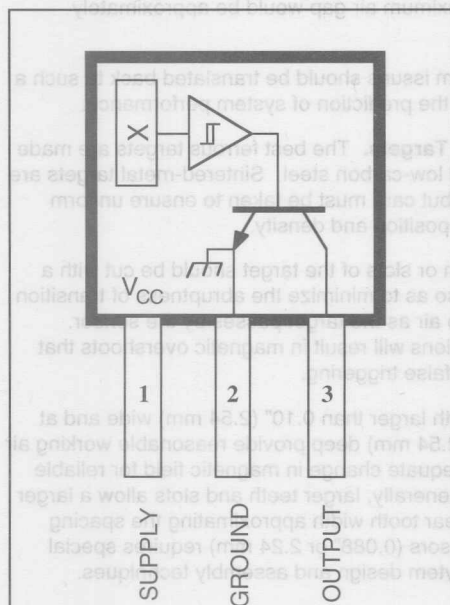 ximum air gap would be approximately
m issues should be translated back to such a
the prediction of system performance.
Targets. The best ferrous targets are made
low-carbon steel. Sintered-metal targets are
but care must be taken to ensure uniform
position and density.
or slots of the target should be cut with a
so as to minimize the abruptness of transition
air as the target passes by the sensor.
ions will result in magnetic overshoots that
false triggering.
th larger than 0.10" (2.54 mm) wide and at
.54 mm) deep provide reasonable working air
equate change in magnetic field for reliable
enerally, larger teeth and slots allow a larger
ear tooth width approximating the spacing
sors (0.088" or 2.24 mm) requires special
tem design and assembly techniques.
X
VCC
1 2 3
SUPPLY
GROUND
OUTPUT